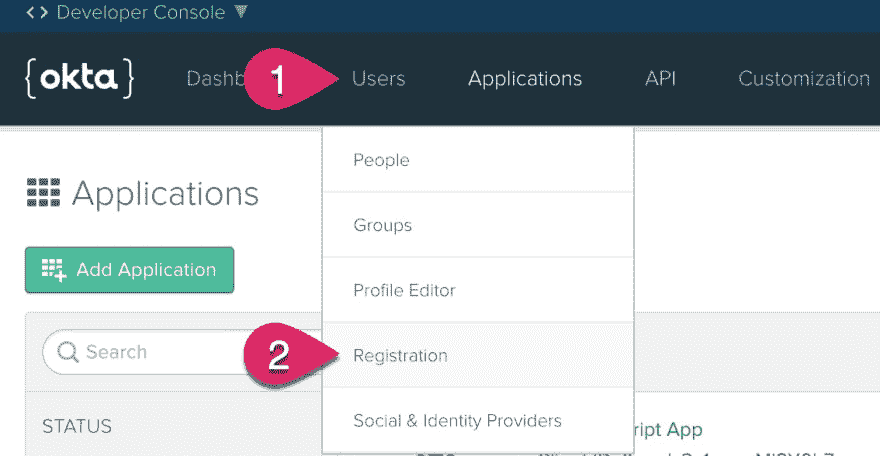 <> Developer Console
{okta}
Dashb
1
Users
Applications
API
Customization
People
Applications
Groups
Add Application
Profile Editor
Search
2
Registration
STATUS
Social & Identity Providers
ript App